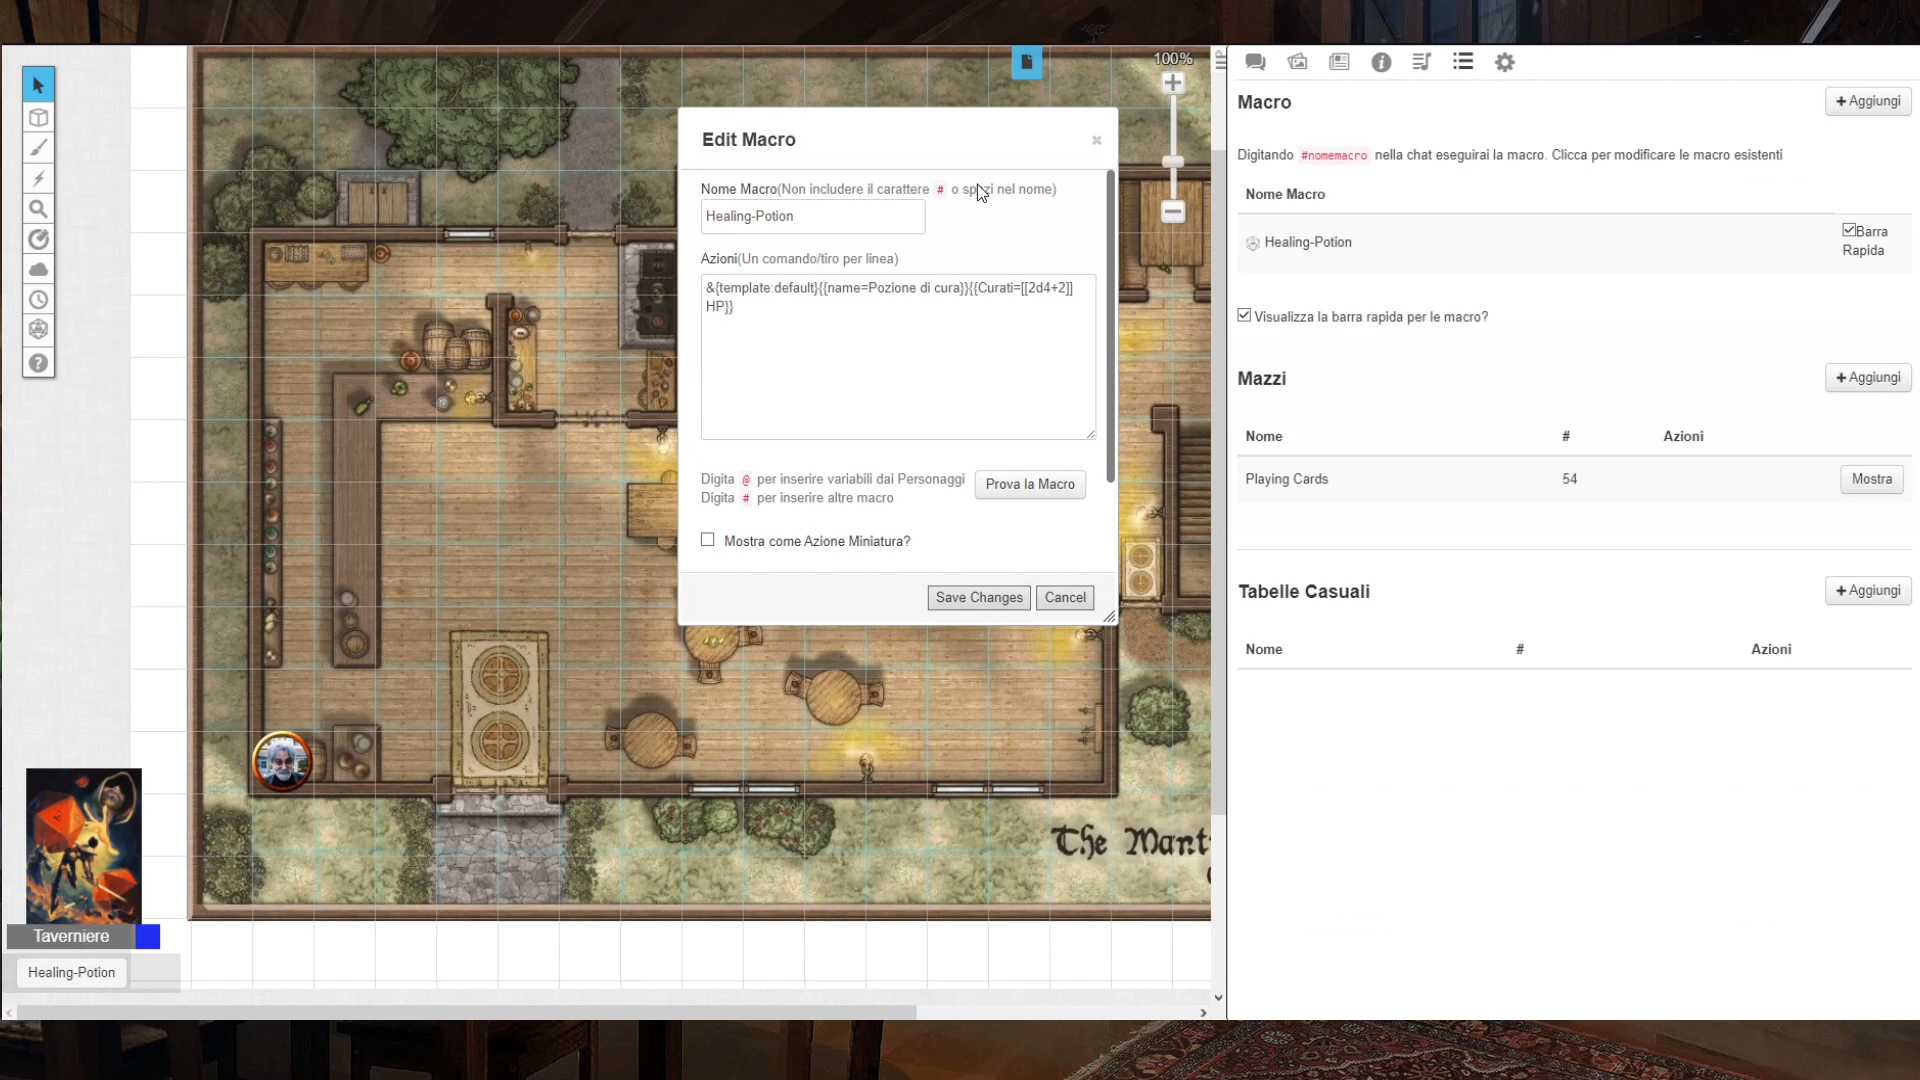 100%
Edit Macro
×
Nome Macro(Non includere il carattere # o spazi nel nome)
Healing-Potion
Azioni(Un comando/tiro per linea)
&{template:default}{{name=Pozione di cura}}{{Curati=[[2d4+2]]
HP}}
Digita @ per inserire variabili dai Personaggi
Digita # per inserire altre macro
Prova la Macro
Mostra come Azione Miniatura?
Save Changes
Cancel
The Mant
Taverniere
Healing-Potion
Macro
+ Aggiungi
Digitando #nomemacro nella chat eseguirai la macro. Clicca per modificare le macro esistenti
Nome Macro
Healing-Potion
Barra
Rapida
Visualizza la barra rapida per le macro?
Mazzi
+ Aggiungi
Nome # Azioni
Playing Cards 54 Mostra
Tabelle Casuali
+ Aggiungi
Nome # Azioni